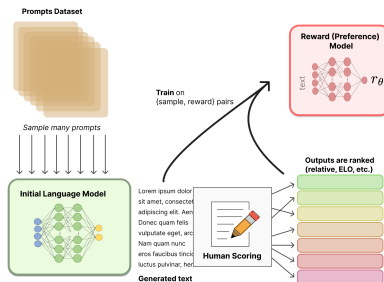 Prompts Dataset
Sample many prompts
Initial Language Model
Train on
{sample, reward} pairs
Reward (Preference)
Model
text
rθ
Lorem ipsum dolor
sit amet, consectet
adipiscing elit. Aen
Donec quam felis
vulputate eget, arc
Nam quam nunc
eros faucibus tincid
luctus pulvinar, her
Generated text
Human Scoring
Outputs are ranked
(relative, ELO, etc.)